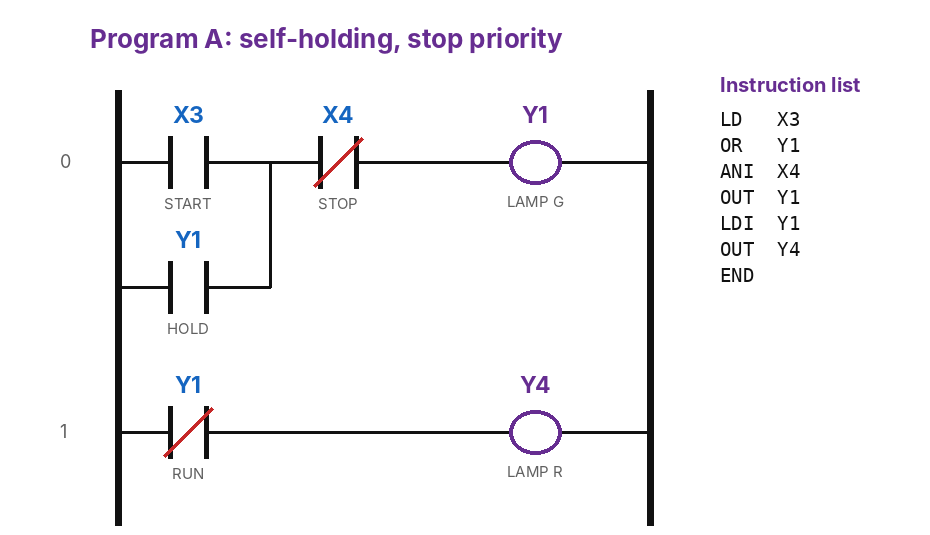 Program A: self-holding, stop priority
Instruction list
X3 X4 Y1
0
START STOP LAMP G
Y1
HOLD
Y1 Y4
1
RUN LAMP R
LD X3
OR Y1
ANI X4
OUT Y1
LDI Y1
OUT Y4
END